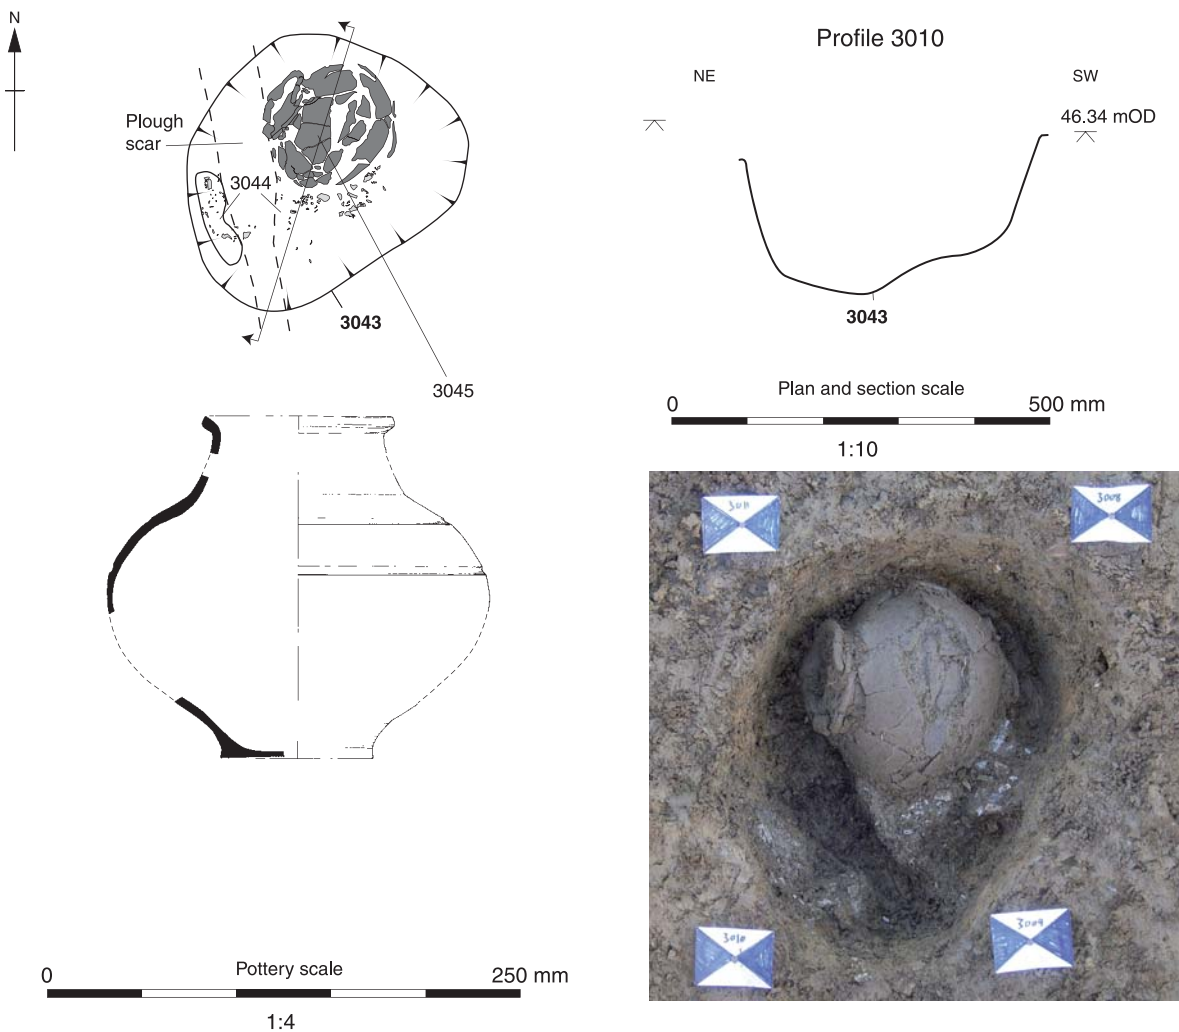 N
Plough
scar
3044
3043
3045
Profile 3010
NE
SW
46.34 mOD
3043
Plan and section scale
0
500 mm
1:10
3011
3008
3010
3009
Pottery scale
0
250 mm
1:4